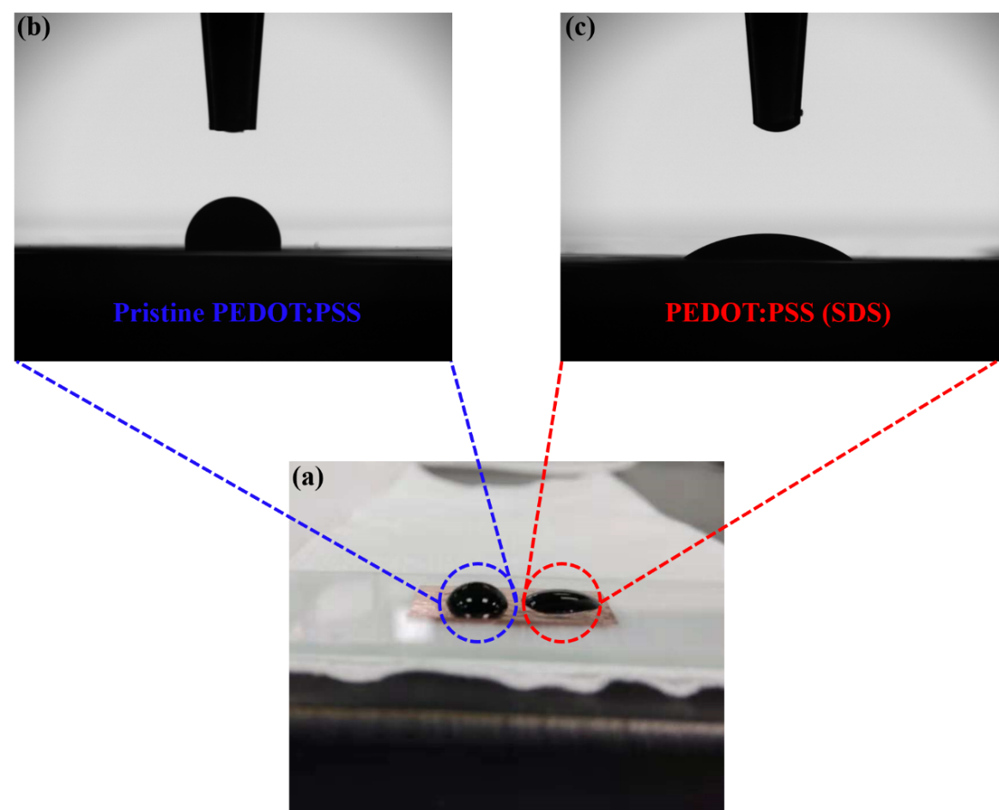 (b)
(c)
Pristine PEDOT:PSS
PEDOT:PSS (SDS)
(a)